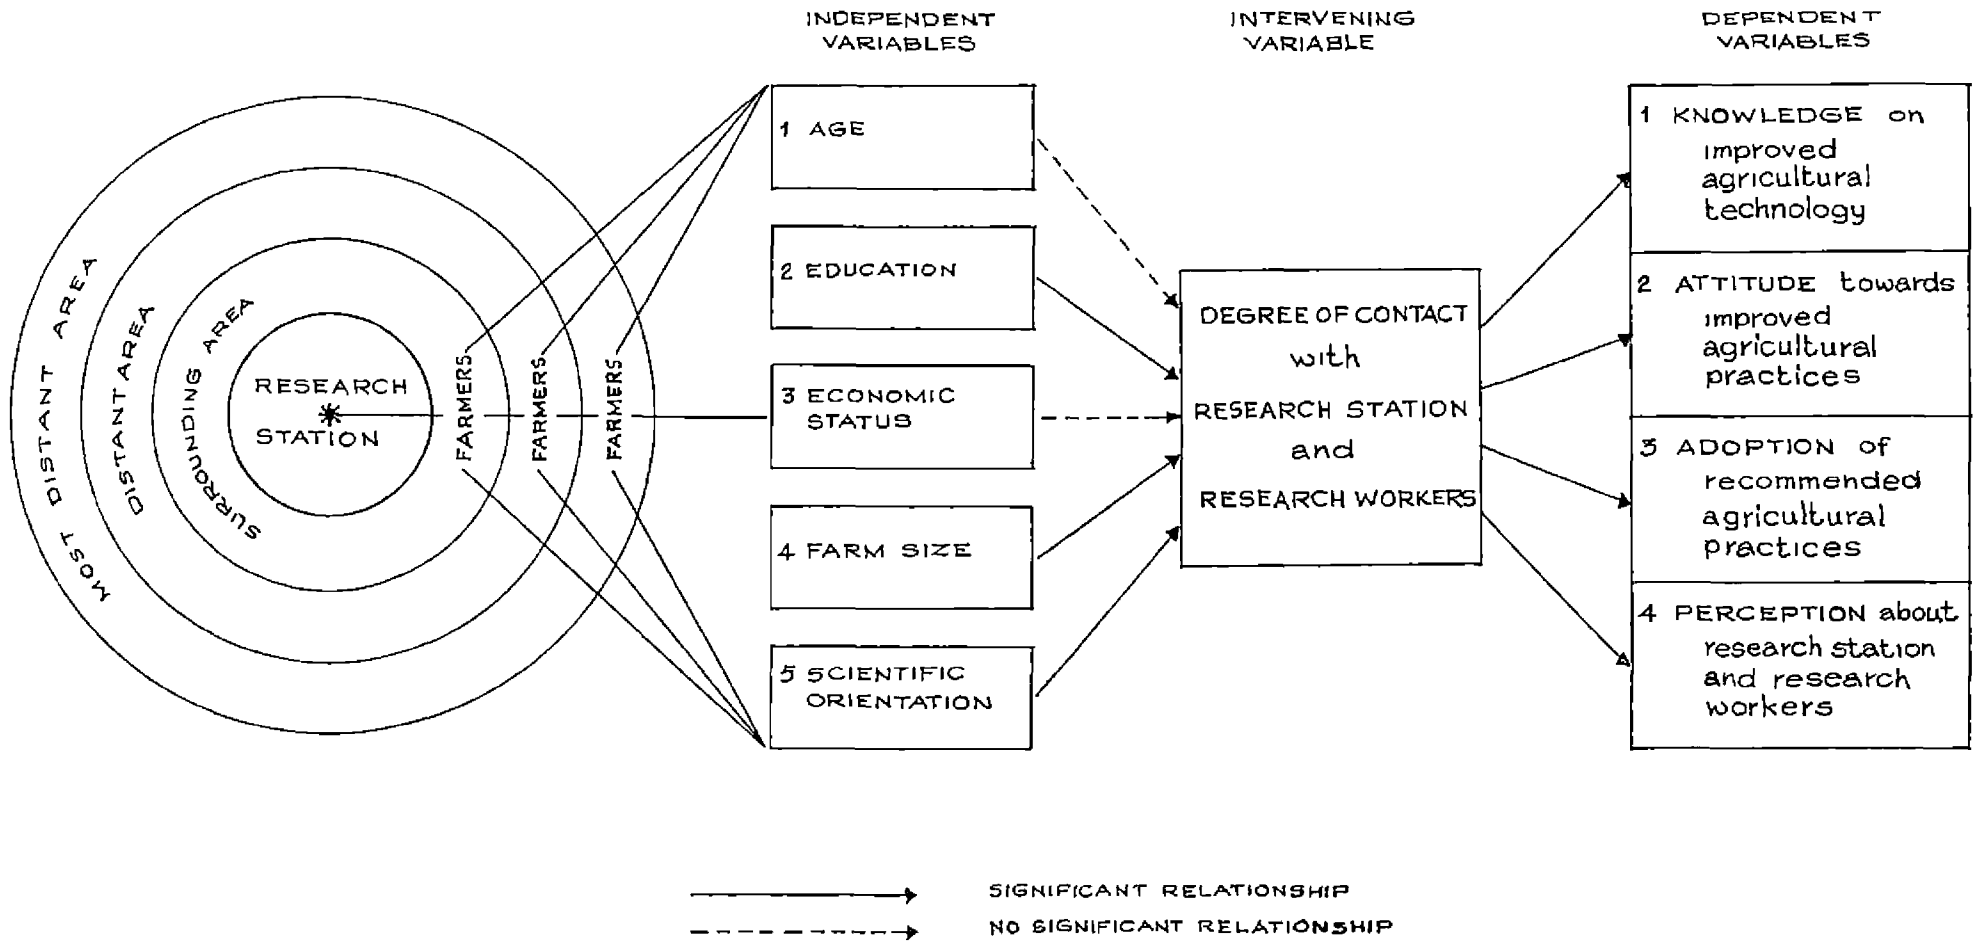 INDEPENDENT
VARIABLES
INTERVENING
VARIABLE
DEPENDENT
VARIABLES
MOST DISTANT AREA
DISTANT AREA
SURROUNDING AREA
RESEARCH
STATION
FARMERS
FARMERS
FARMERS
1 AGE
2 EDUCATION
3 ECONOMIC
STATUS
4 FARM SIZE
5 SCIENTIFIC
ORIENTATION
DEGREE OF CONTACT
with
RESEARCH STATION
and
RESEARCH WORKERS
1 KNOWLEDGE on
improved
agricultural
technology
2 ATTITUDE towards
improved
agricultural
practices
3 ADOPTION of
recommended
agricultural
practices
4 PERCEPTION about
research station
and research
workers
SIGNIFICANT RELATIONSHIP
NO SIGNIFICANT RELATIONSHIP